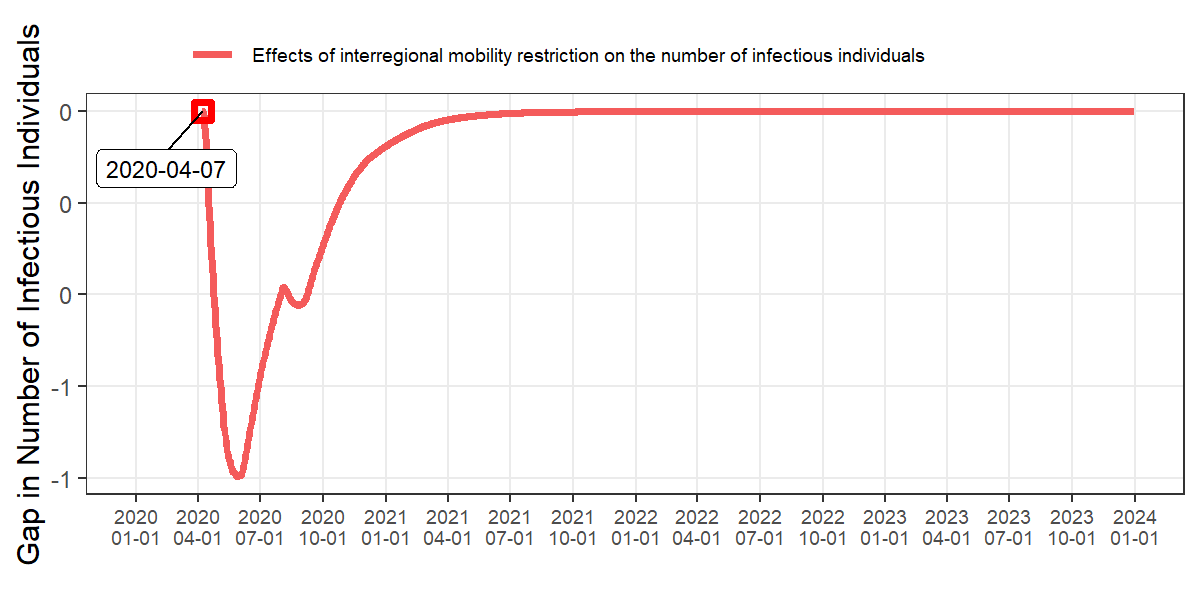 Gap in Number of Infectious Individuals
Effects of interregional mobility restriction on the number of infectious individuals
0
0
0
-1
-1
2020-04-07
2020 2020 2020 2020 2021 2021 2021 2021 2022 2022 2022 2022 2023 2023 2023 2023 2024
01-01 04-01 07-01 10-01 01-01 04-01 07-01 10-01 01-01 04-01 07-01 10-01 01-01 04-01 07-01 10-01 01-01